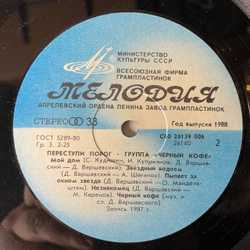 МИНИСТЕРСТВО
КУЛЬТУРЫ СССР
ВСЕСОЮЗНАЯ ФИРМА
ГРАМПЛАСТИНОК
МЕЛОДИЯ
АПРЕЛЕВСКИЙ ОРДЕНА ЛЕНИНА ЗАВОД ГРАМПЛАСТИНОК
СТЕРЕО 33
Год выпуска 1988
ГОСТ 5289-80
Гр. 3. 2-25
С60 26139 006
26140
2
ПЕРЕСТУПИ ПОРОГ · ГРУППА «ЧЕРНЫЙ КОФЕ»
Мой дом (С. Кудишин, И. Куприянов, Д. Варшав-
ский - Д. Варшавский). Звездный водоем
(Д. Варшавский - А. Шаганов). Пылает за
окном звезда (Д. Варшавский - О. Мандель-
штам). Незнакомец (Д. Варшавский -
М. Каренов). Черный кофе (муз. и
сл. Д. Варшавского)
Запись 1987 г.